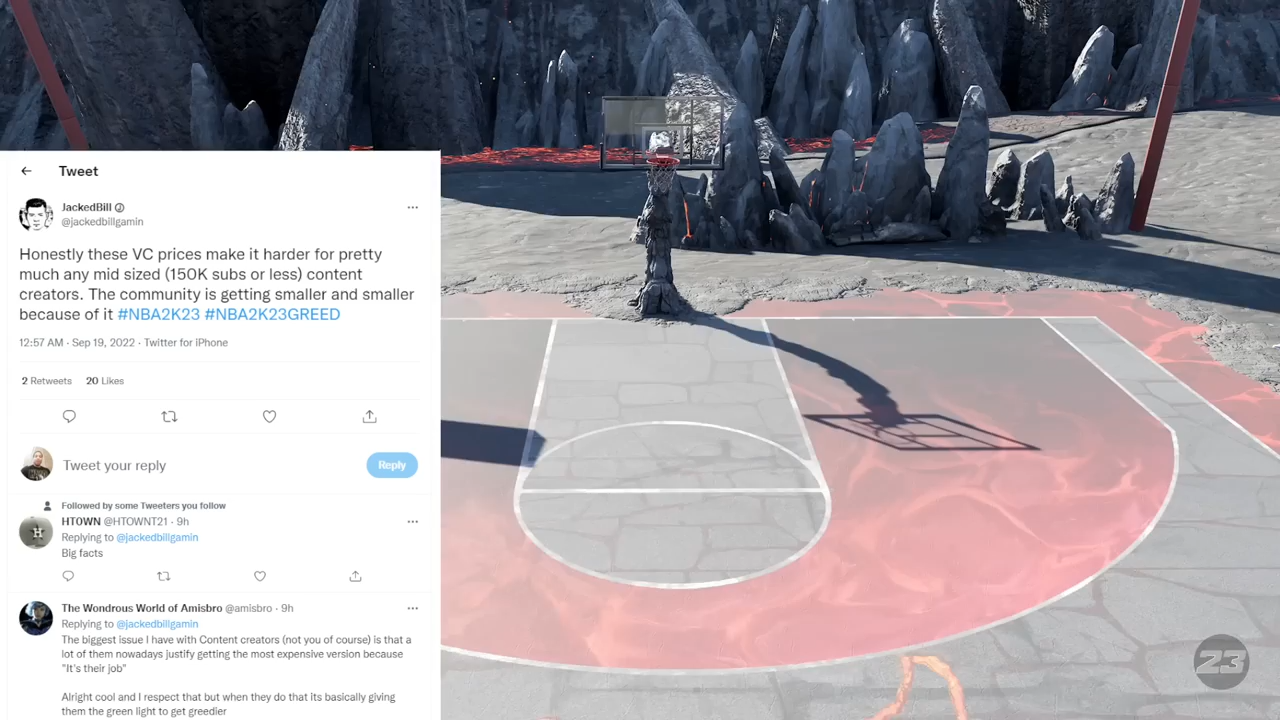 Tweet
JackedBill
@jackedbillgamin
Honestly these VC prices make it harder for pretty
much any mid sized (150K subs or less) content
creators. The community is getting smaller and smaller
because of it #NBA2K23 #NBA2K23GREED
12:57 AM · Sep 19, 2022 · Twitter for iPhone
2 Retweets 20 Likes
Tweet your reply
Reply
Followed by some Tweeters you follow
HTOWN @HTOWNT21 · 9h
Replying to @jackedbillgamin
Big facts
The Wondrous World of Amisbro @amisbro · 9h
Replying to @jackedbillgamin
The biggest issue I have with Content creators (not you of course) is that a
lot of them nowadays justify getting the most expensive version because
"It's their job"
Alright cool and I respect that but when they do that its basically giving
them the green light to get greedier
H
23